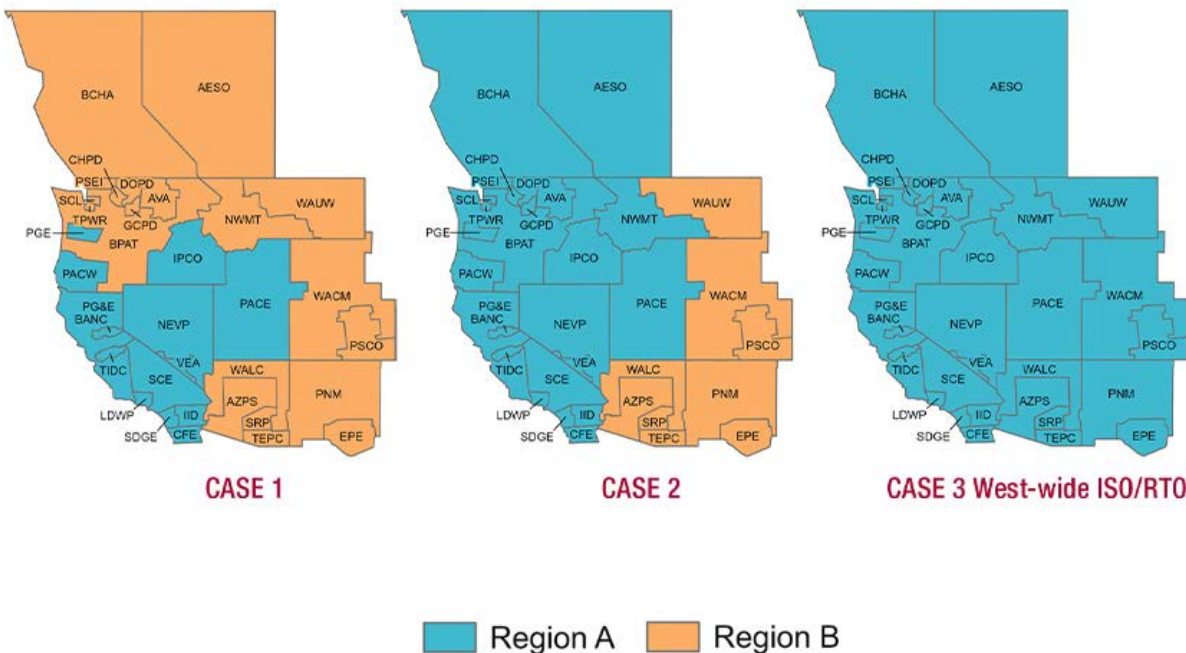 BCHA
AESO
CHPD
PSEI
DOPD
SCL
AVA
NWMT
WAUW
TPWR
GCPD
PGE
BPAT
IPCO
PACW
PACE
WACM
PG&E
BANC
NEVP
PSCO
TIDC
VEA
SCE
WALC
LDWP
AZPS
PNM
IID
SRP
SDGE
CFE
TEPC
EPE
CASE 1
BCHA
AESO
CHPD
PSEI
DOPD
SCL
AVA
NWMT
WAUW
TPWR
GCPD
PGE
BPAT
IPCO
PACW
PACE
WACM
PG&E
BANC
NEVP
PSCO
TIDC
VEA
SCE
WALC
LDWP
AZPS
PNM
IID
SRP
SDGE
CFE
TEPC
EPE
CASE 2
BCHA
AESO
CHPD
PSEI
DOPD
SCL
AVA
NWMT
WAUW
TPWR
GCPD
PGE
BPAT
IPCO
PACW
PACE
WACM
PG&E
BANC
NEVP
PSCO
TIDC
VEA
SCE
WALC
LDWP
AZPS
PNM
IID
SRP
SDGE
CFE
TEPC
EPE
CASE 3 West-wide ISO/RTO
Region A
Region B